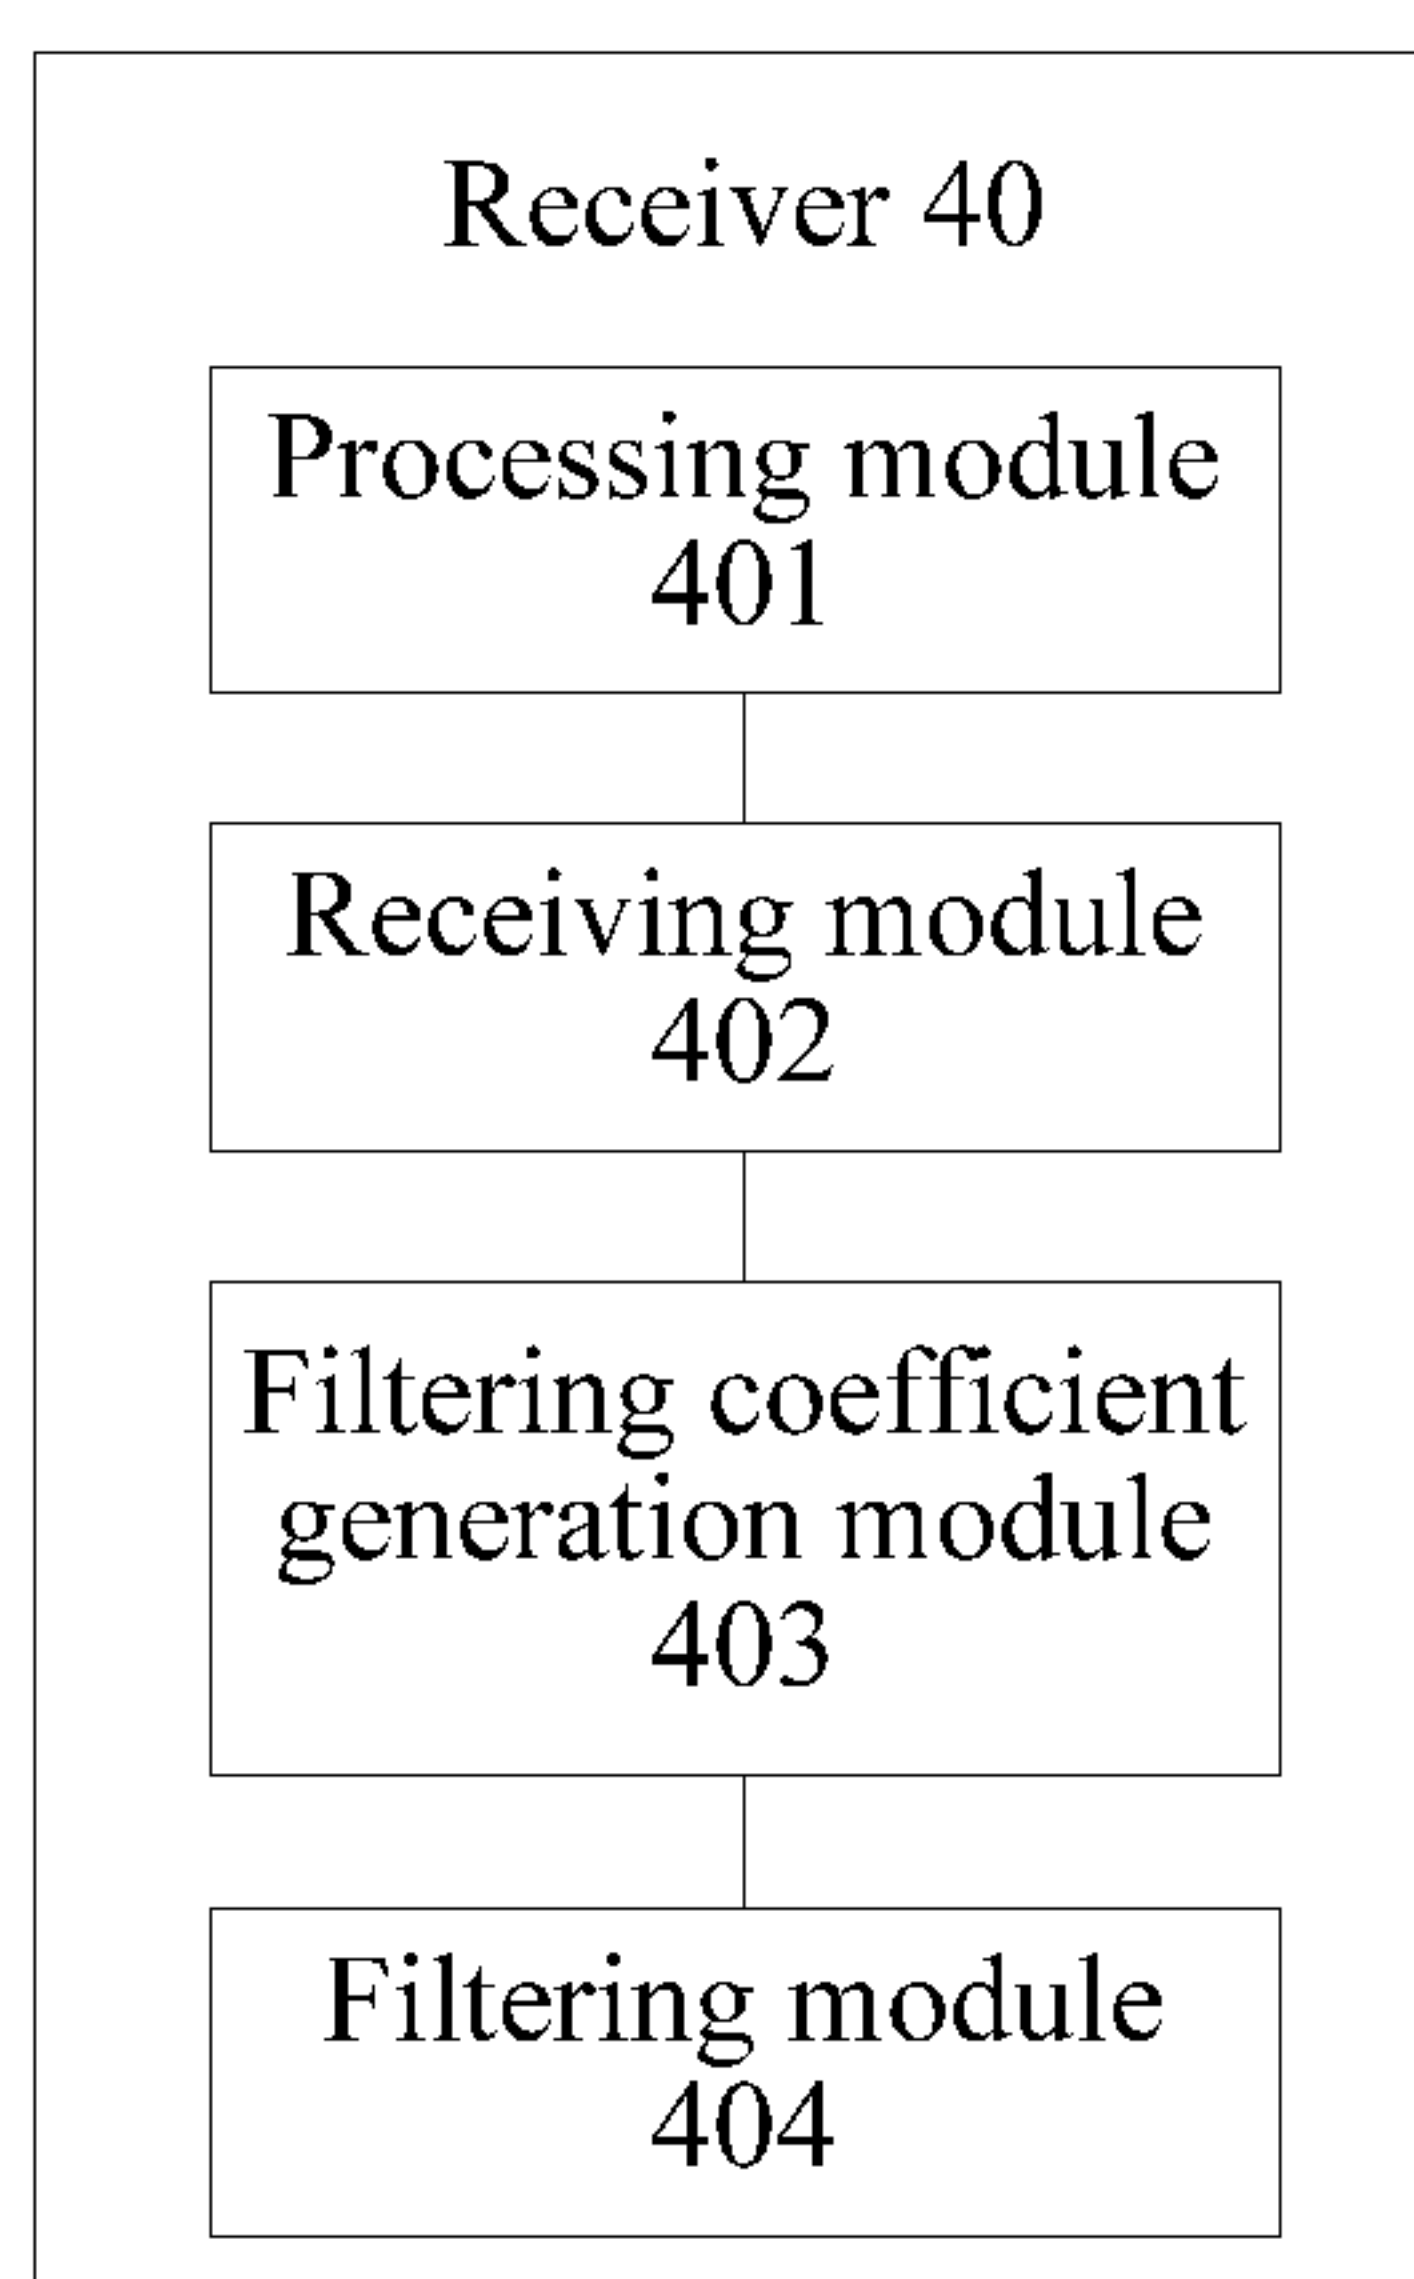 Receiver 40
Processing module
401
Receiving module
402
Filtering coefficient
generation module
403
Filtering module
404